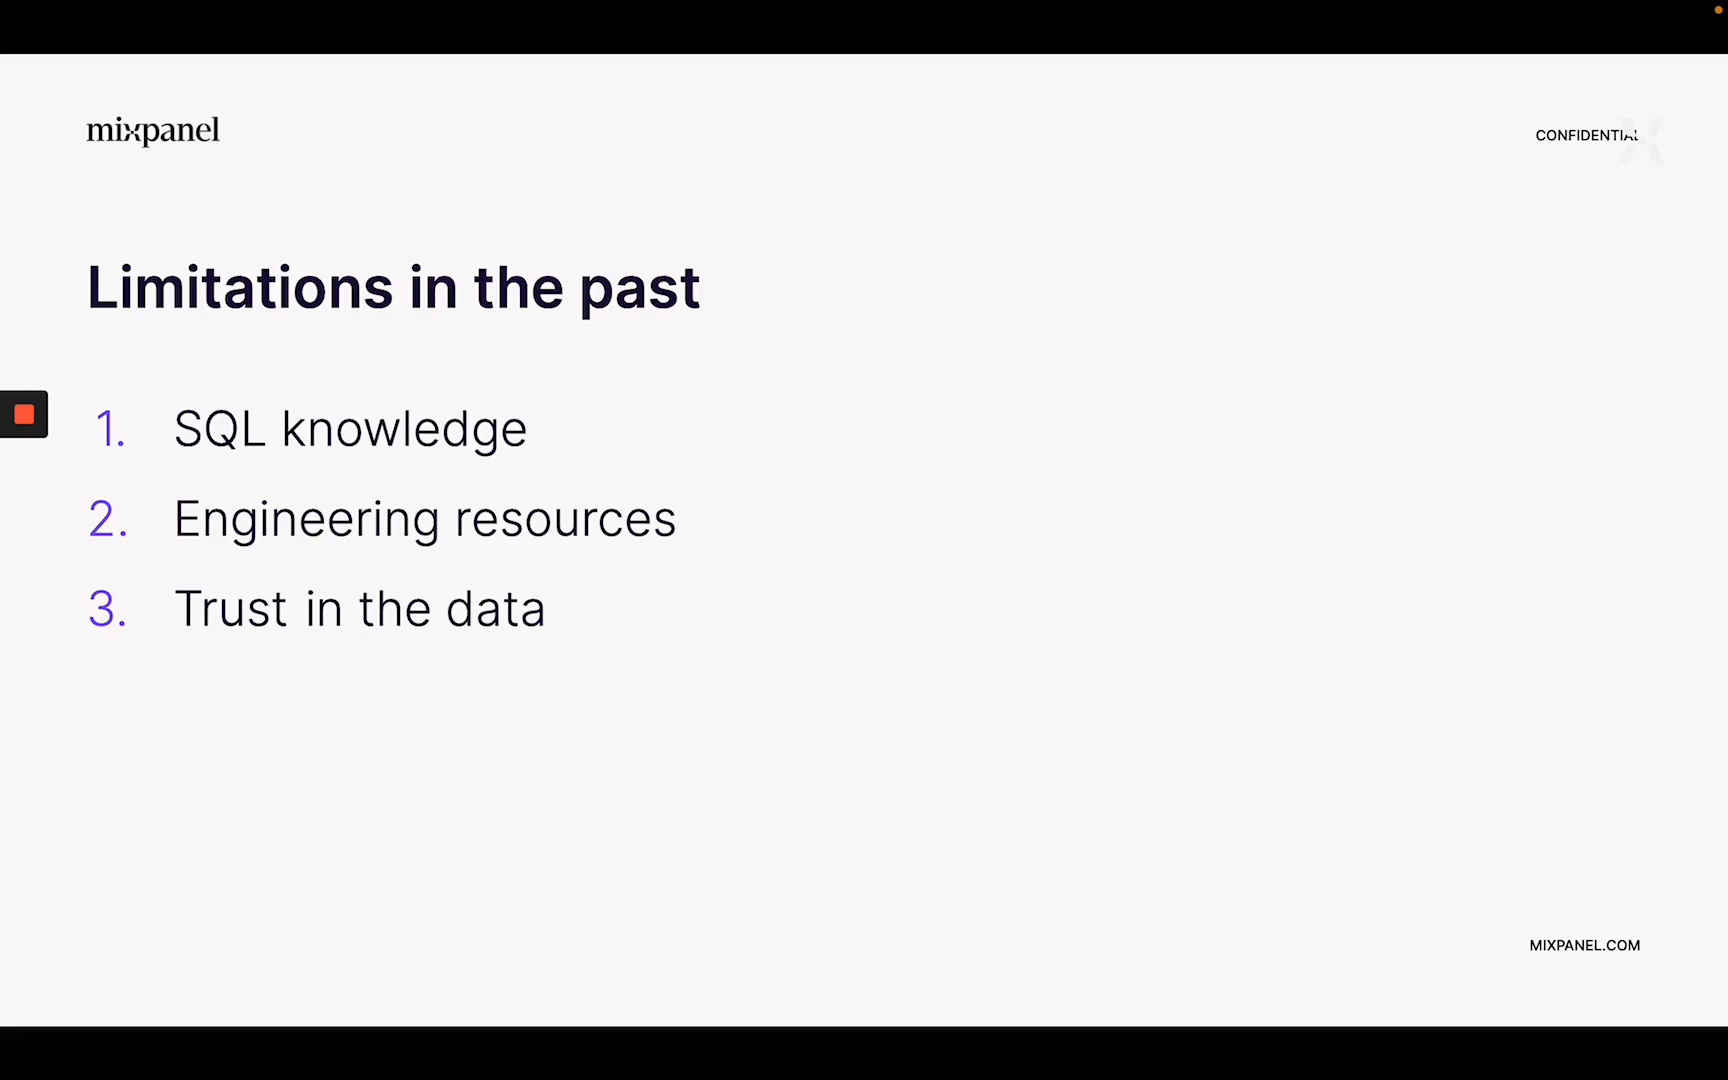 mixpanel
CONFIDENTIAL
Limitations in the past
1. SQL knowledge
2. Engineering resources
3. Trust in the data
MIXPANEL.COM